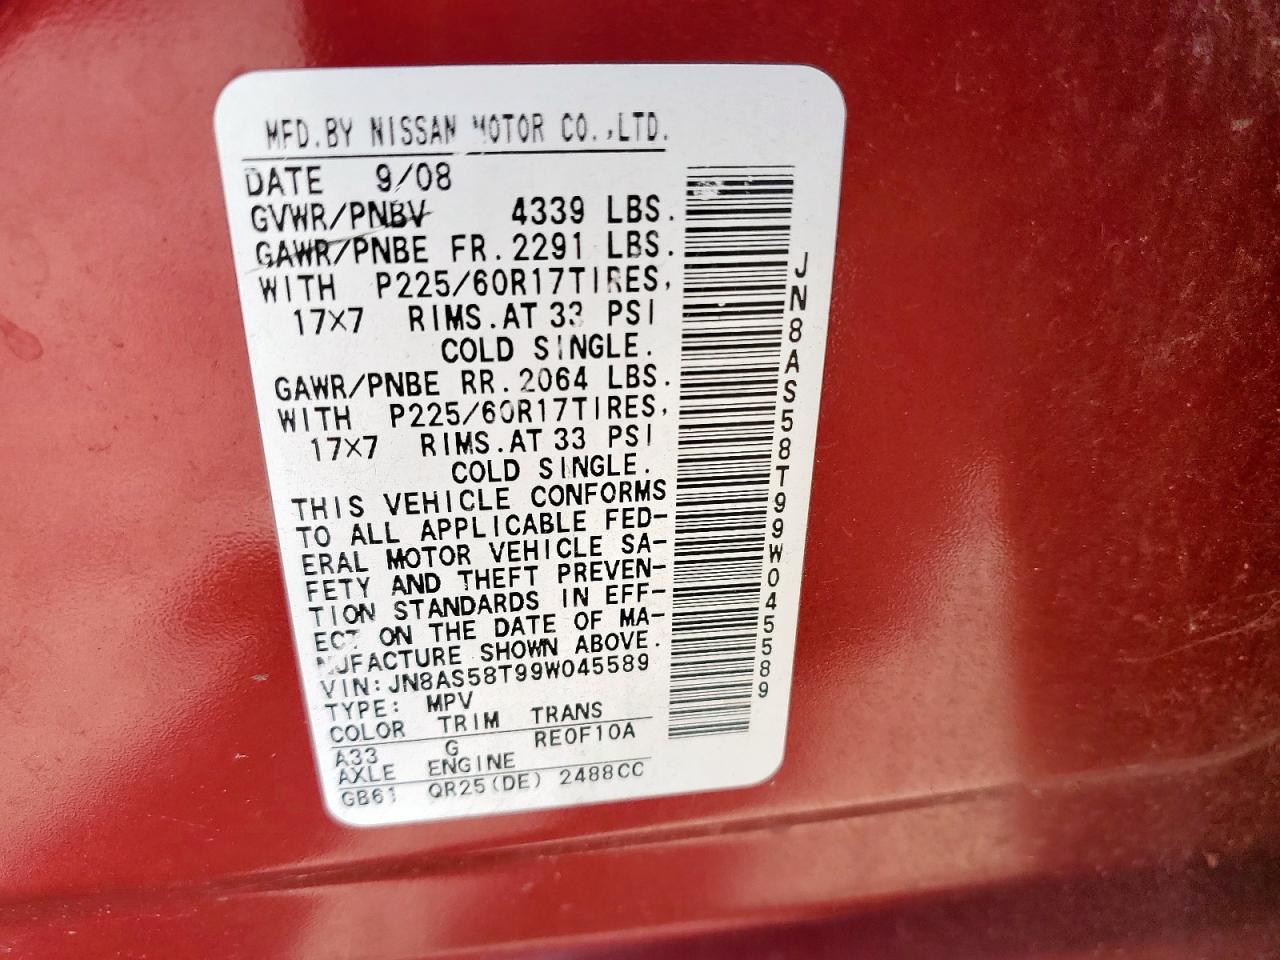 MFD.BY NISSAN MOTOR CO.,LTD.
DATE 9/08
GVWR/PNBV 4339 LBS.
GAWR/PNBE FR.2291 LBS.
WITH P225/60R17TIRES,
17X7 RIMS.AT 33 PSI
COLD SINGLE.
GAWR/PNBE RR.2064 LBS.
WITH P225/60R17TIRES,
17X7 RIMS.AT 33 PSI
COLD SINGLE.
THIS VEHICLE CONFORMS
TO ALL APPLICABLE FED-
ERAL MOTOR VEHICLE SA-
FETY AND THEFT PREVEN-
TION STANDARDS IN EFF-
ECT ON THE DATE OF MA-
NUFACTURE SHOWN ABOVE.
VIN:JN8AS58T99W045589
TYPE: MPV
COLOR TRIM TRANS
A33 G RE0F10A
AXLE ENGINE
GB61 QR25(DE) 2488CC
JN8AS58T99W045589